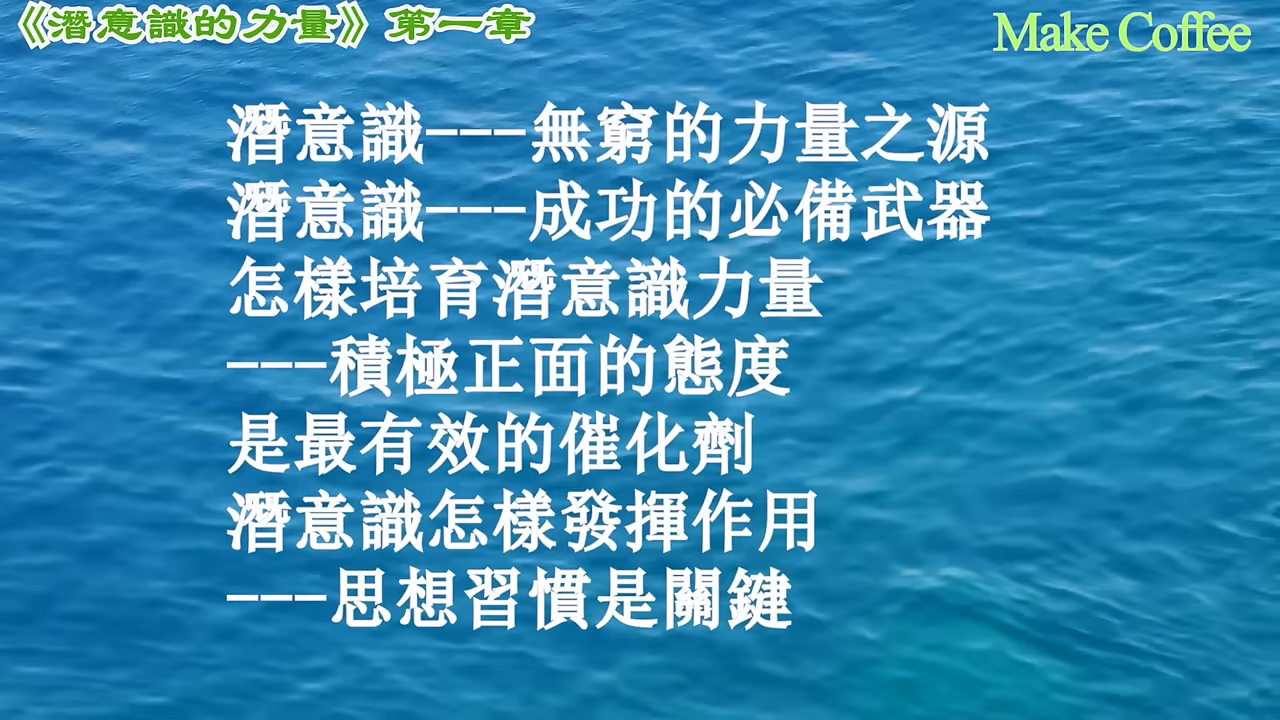 《潛意識的力量》第一章
Make Coffee
潛意識---無窮的力量之源
潛意識---成功的必備武器
怎樣培育潛意識力量
---積極正面的態度
是最有效的催化劑
潛意識怎樣發揮作用
---思想習慣是關鍵